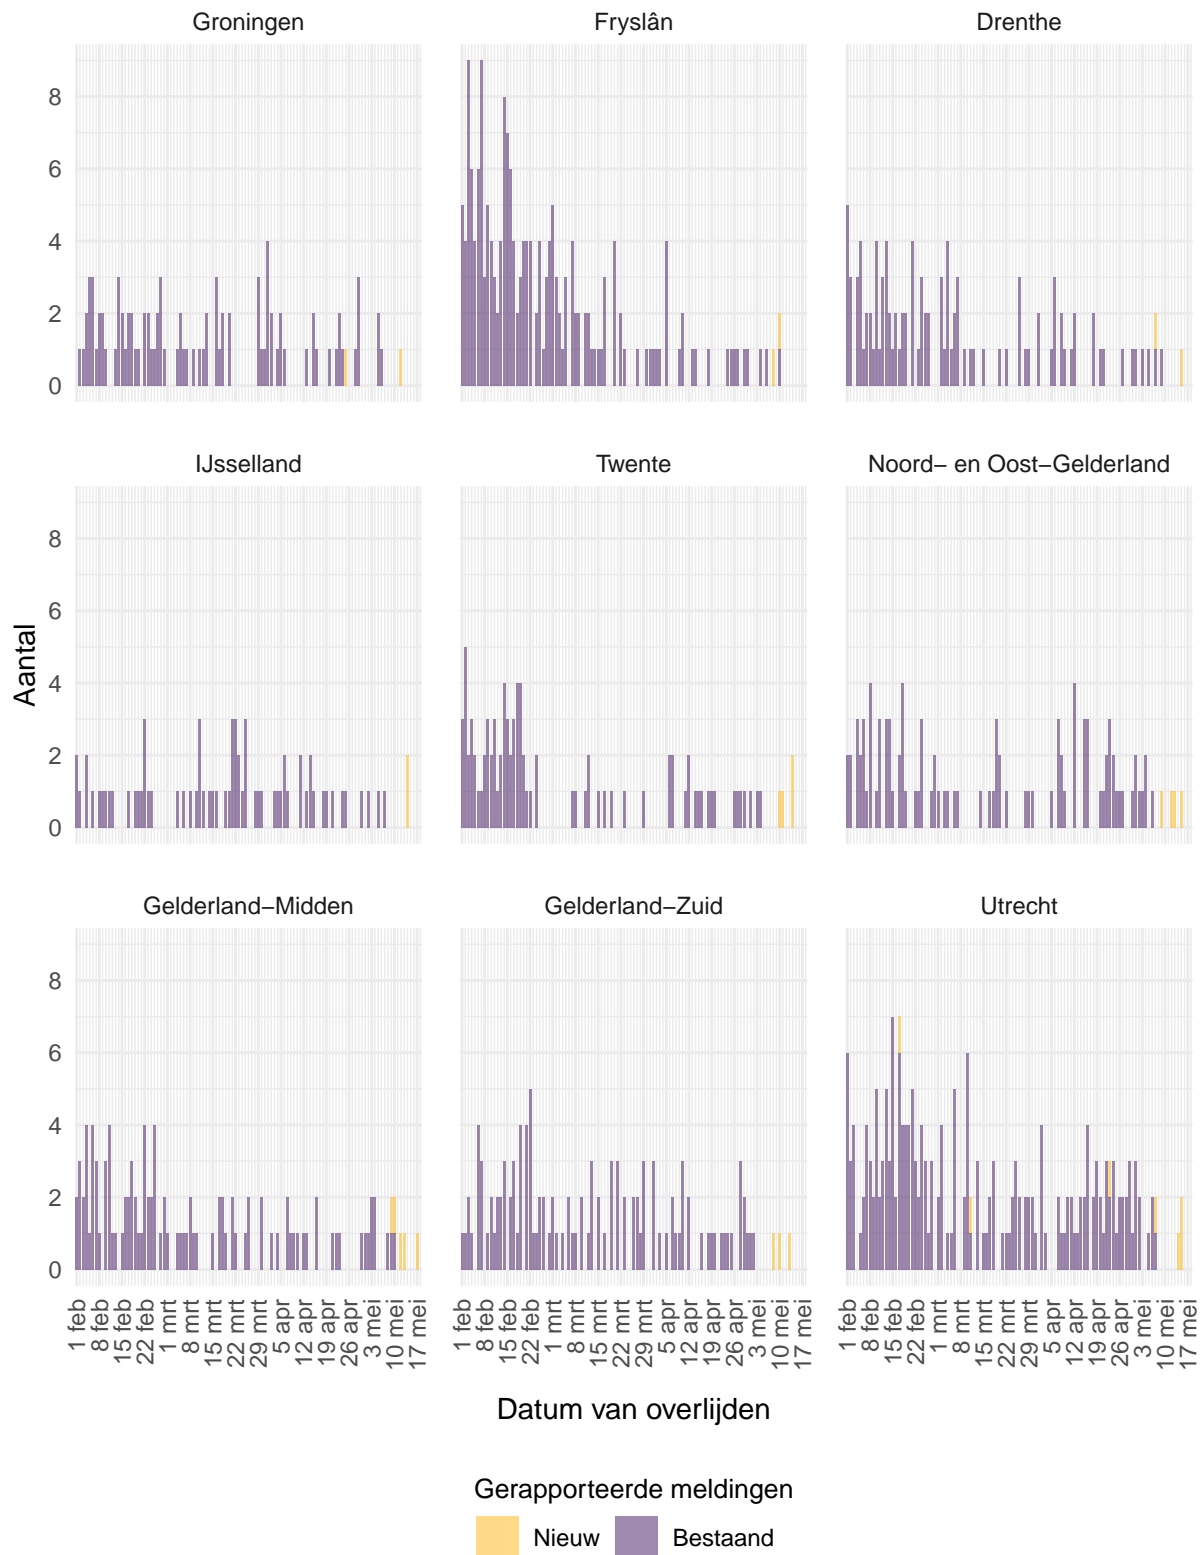 Groningen
Fryslân
Drenthe
8
6
4
2
0
IJsselland
Twente
Noord− en Oost−Gelderland
8
6
4
2
0
Gelderland−Midden
Gelderland−Zuid
Utrecht
8
6
4
2
0
Aantal
1 feb
8 feb
15 feb
22 feb
1 mrt
8 mrt
15 mrt
22 mrt
29 mrt
5 apr
12 apr
19 apr
26 apr
3 mei
10 mei
17 mei
1 feb
8 feb
15 feb
22 feb
1 mrt
8 mrt
15 mrt
22 mrt
29 mrt
5 apr
12 apr
19 apr
26 apr
3 mei
10 mei
17 mei
1 feb
8 feb
15 feb
22 feb
1 mrt
8 mrt
15 mrt
22 mrt
29 mrt
5 apr
12 apr
19 apr
26 apr
3 mei
10 mei
17 mei
Datum van overlijden
Gerapporteerde meldingen
Nieuw
Bestaand